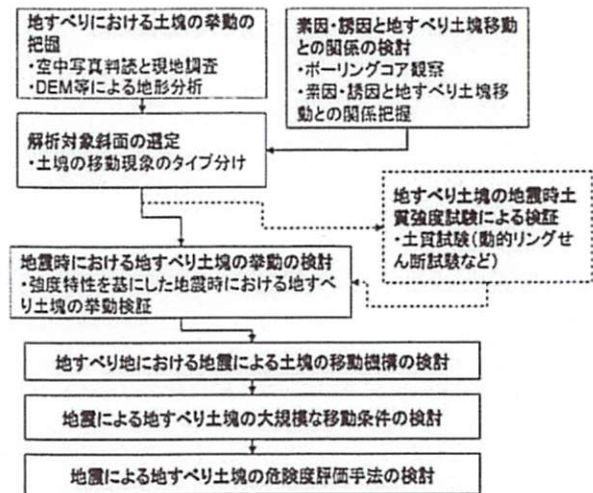 地すべりにおける土塊の挙動の
把握
・空中写真判読と現地調査
・DEM等による地形分析
素因・誘因と地すべり土塊移動
との関係の検討
・ボーリングコア観察
・素因・誘因と地すべり土塊移
動との関係把握
解析対象斜面の選定
・土塊の移動現象のタイプ分け
地すべり土塊の地震時土
質強度試験による検証
・土質試験(動的リングせ
ん断試験など)
地震時における地すべり土塊の挙動の検討
・強度特性を基にした地震時における地すべ
り土塊の挙動検証
地すべり地における地震による土塊の移動機構の検討
地震による地すべり土塊の大規模な移動条件の検討
地震による地すべり土塊の危険度評価手法の検討